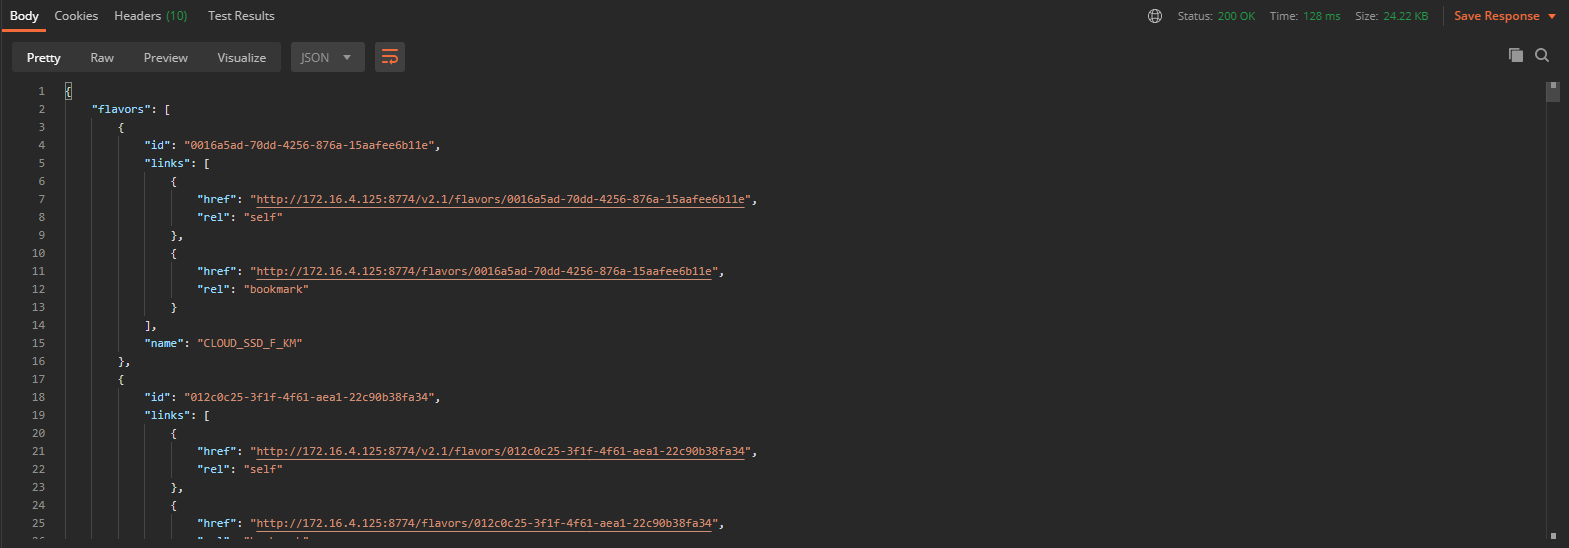 Body Cookies Headers (10) Test Results Status: 200 OK Time: 128 ms Size: 24.22 KB Save Response
Pretty Raw Preview Visualize JSON
1 {
2 "flavors": [
3 {
4 "id": "0016a5ad-70dd-4256-876a-15aafee6b11e",
5 "links": [
6 {
7 "href": "http://172.16.4.125:8774/v2.1/flavors/0016a5ad-70dd-4256-876a-15aafee6b11e",
8 "rel": "self"
9 },
10 {
11 "href": "http://172.16.4.125:8774/flavors/0016a5ad-70dd-4256-876a-15aafee6b11e",
12 "rel": "bookmark"
13 }
14 ],
15 "name": "CLOUD_SSD_F_KM"
16 },
17 {
18 "id": "012c0c25-3f1f-4f61-aea1-22c90b38fa34",
19 "links": [
20 {
21 "href": "http://172.16.4.125:8774/v2.1/flavors/012c0c25-3f1f-4f61-aea1-22c90b38fa34",
22 "rel": "self"
23 },
24 {
25 "href": "http://172.16.4.125:8774/flavors/012c0c25-3f1f-4f61-aea1-22c90b38fa34",